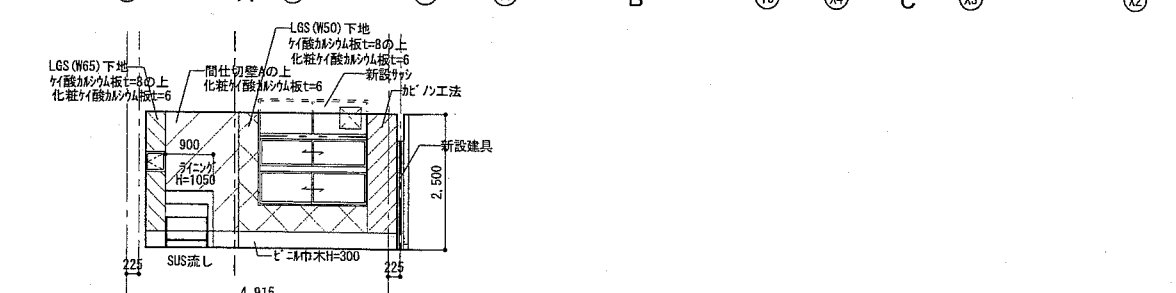 B
C
X4
X3
X2
LGS(W50)下地
ケイ酸カルシウム板t=8の上
化粧ケイ酸カルシウム板t=6
LGS(W65)下地
ケイ酸カルシウム板t=8の上
化粧ケイ酸カルシウム板t=6
間仕切壁Aの上
化粧ケイ酸カルシウム板t=6
新設サッシ
カビノン工法
900
新設建具
ライニング
H=1050
2,500
SUS流し
ビニル巾木H=300
225
225
4,915